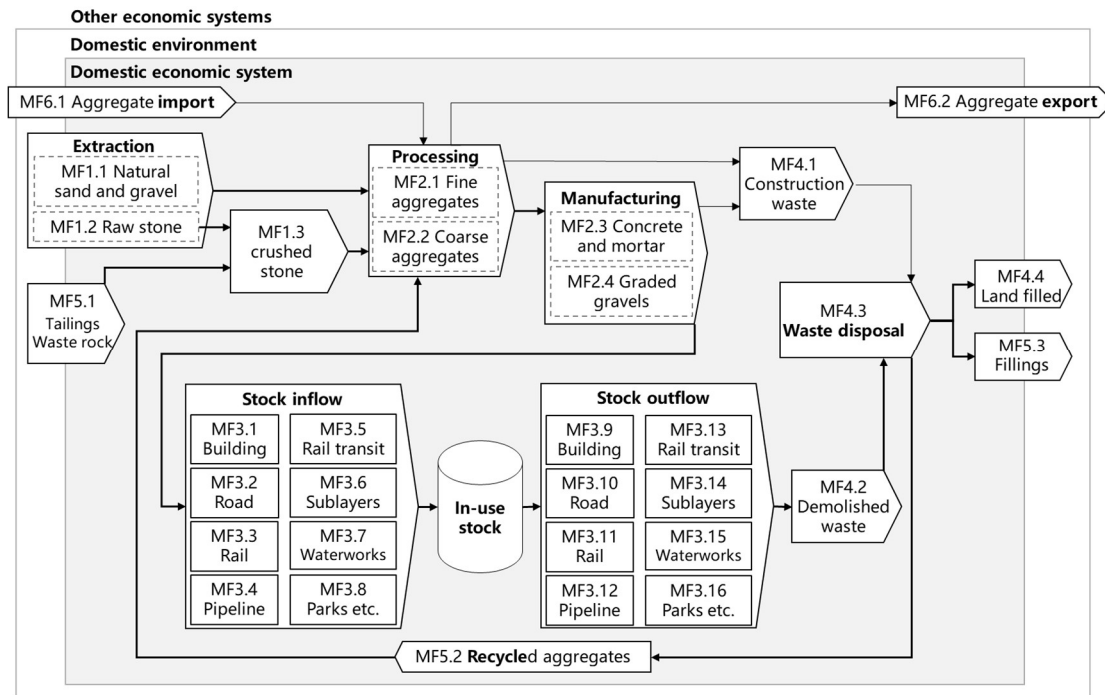 Other economic systems
Domestic environment
Domestic economic system
MF6.1 Aggregate import
MF6.2 Aggregate export
Extraction
MF1.1 Natural
sand and gravel
MF1.2 Raw stone
MF1.3
crushed
stone
MF5.1
Tailings
Waste rock
Processing
MF2.1 Fine
aggregates
MF2.2 Coarse
aggregates
Manufacturing
MF2.3 Concrete
and mortar
MF2.4 Graded
gravels
MF4.1
Construction
waste
MF4.3
Waste disposal
MF4.4
Land filled
MF5.3
Fillings
Stock inflow
MF3.1
Building
MF3.2
Road
MF3.3
Rail
MF3.4
Pipeline
MF3.5
Rail transit
MF3.6
Sublayers
MF3.7
Waterworks
MF3.8
Parks etc.
In-use
stock
Stock outflow
MF3.9
Building
MF3.10
Road
MF3.11
Rail
MF3.12
Pipeline
MF3.13
Rail transit
MF3.14
Sublayers
MF3.15
Waterworks
MF3.16
Parks etc.
MF4.2
Demolished
waste
MF5.2 Recycled aggregates